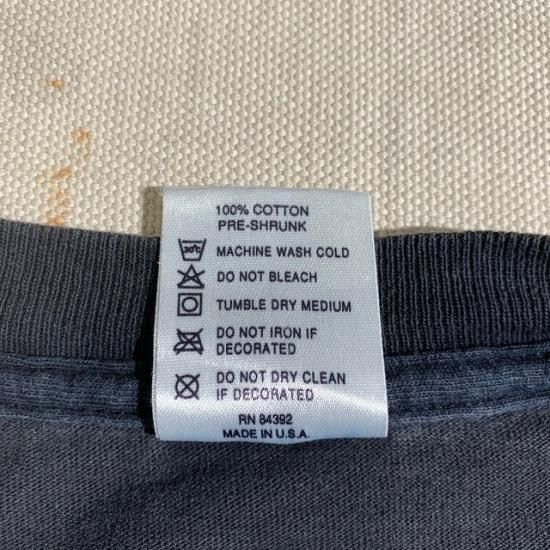 100% COTTON
PRE-SHRUNK
30°C MACHINE WASH COLD
DO NOT BLEACH
TUMBLE DRY MEDIUM
DO NOT IRON IF
DECORATED
DO NOT DRY CLEAN
IF DECORATED
RN 84392
MADE IN U.S.A.